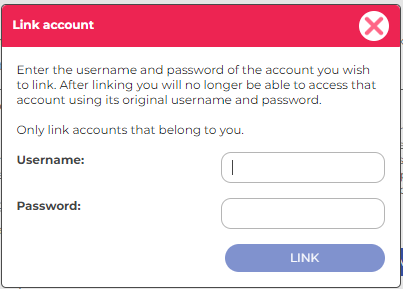 Link account
Enter the username and password of the account you wish
to link. After linking you will no longer be able to access that
account using its original username and password.
Only link accounts that belong to you.
Username:
Password:
LINK